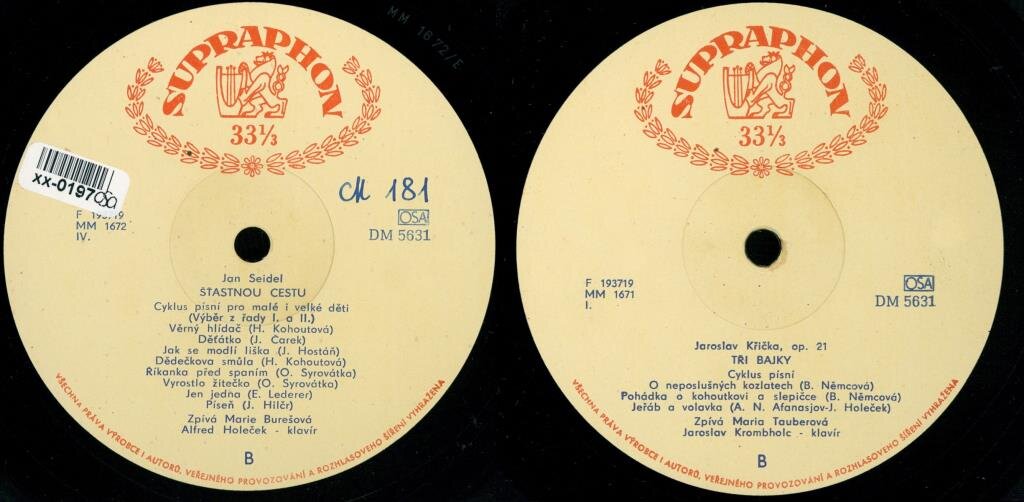 MM 1672/E
SUPRAPHON
33⅓
xx-0197
OSA
CM 181
OSA
DM 5631
MM 1672
IV.
Jan Seidel
ŠŤASTNOU CESTU
Cyklus písní pro malé i velké děti
(Výběr z řady I. a II.)
Věrný hlídač (H. Kohoutová)
Děťátko (J. Čarek)
Jak se modlí liška (J. Hostáň)
Dědečkova smůla (H. Kohoutová)
Říkanka před spaním (O. Syrovátka)
Vyrostlo žitečko (O. Syrovátka)
Jen jedna (E. Lederer)
Píseň (J. Hilčr)
Zpívá Marie Burešová
Alfred Holeček - klavír
B
VŠECHNA PRÁVA VÝROBCE I AUTORŮ, VEŘEJNÉHO PROVOZOVÁNÍ A ROZHLASOVÉHO ŠÍŘENÍ VYHRAŽENA
SUPRAPHON
33⅓
F 193719
MM 1671
I.
OSA
DM 5631
Jaroslav Křička, op. 21
TŘI BAJKY
Cyklus písní
O neposlušných kozlatech (B. Němcová)
Pohádka o kohoutkovi a slepičce (B. Němcová)
Jeřáb a volavka (A. N. Afanasjov-J. Holeček)
Zpívá Maria Tauberová
Jaroslav Krombholc - klavír
B
VŠECHNA PRÁVA VÝROBCE I AUTORŮ, VEŘEJNÉHO PROVOZOVÁNÍ A ROZHLASOVÉHO ŠÍŘENÍ VYHRAŽENA